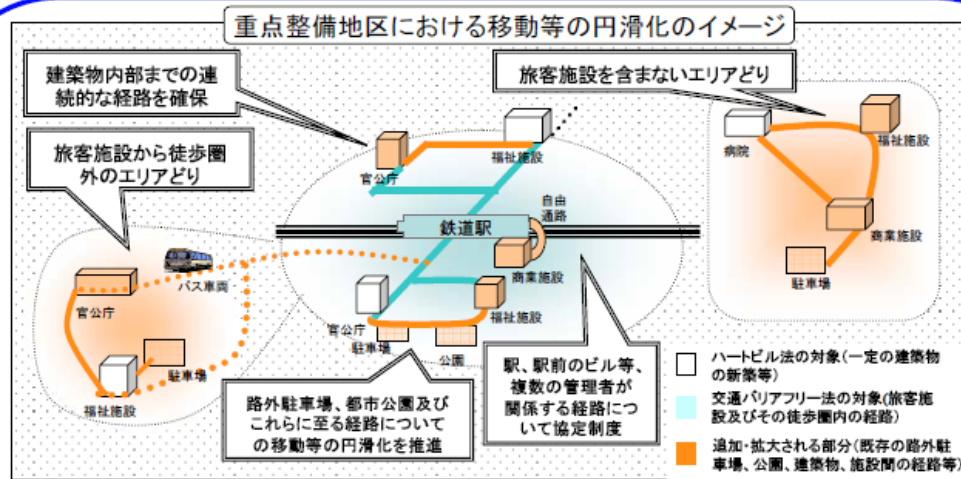 重点整備地区における移動等の円滑化のイメージ
建築物内部までの連
続的な経路を確保
旅客施設を含まないエリアどり
旅客施設から徒歩圏
外のエリアどり
官公庁
福祉施設
病院
福祉施設
自由
通路
鉄道駅
商業施設
商業施設
駐車場
バス車両
官公庁
駐車場
福祉施設
官公庁
駐車場
公園
福祉施設
路外駐車場、都市公園及び
これらに至る経路について
の移動等の円滑化を推進
駅、駅前のビル等、
複数の管理者が
関係する経路につ
いて協定制度
ハートビル法の対象(一定の建築物
の新築等)
交通バリアフリー法の対象(旅客施
設及びその徒歩圏内の経路)
追加・拡大される部分(既存の路外駐
車場、公園、建築物、施設間の経路等)